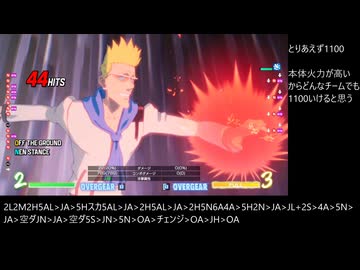 44 HITS
OFF THE GROUND
NEN STANCE
とりあえず1100
本体火力が高い
からどんなチームでも
1100いけると思う
2
OVERGEAR
OVERGEAR
3
2L2M2H5AL>JA>5Hスカ5AL>JA>2H5AL>JA>2H5N6A4A>5H2N>JA>JL+2S>4A>5N>
JA>空ダJN>JA>空ダ5S>JN>5N>OA>チェンジ>OA>JH>OA